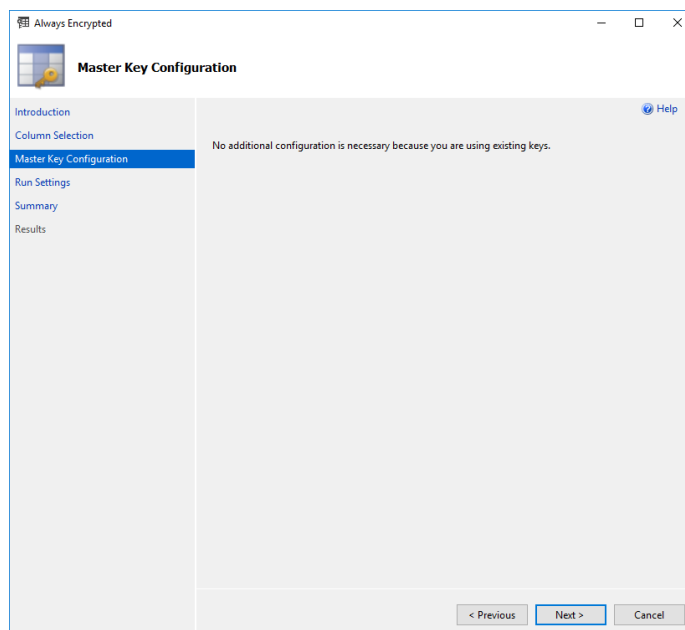 Always Encrypted
Master Key Configuration
Help
Introduction
Column Selection
No additional configuration is necessary because you are using existing keys.
Master Key Configuration
Run Settings
Summary
Results
< Previous
Next >
Cancel